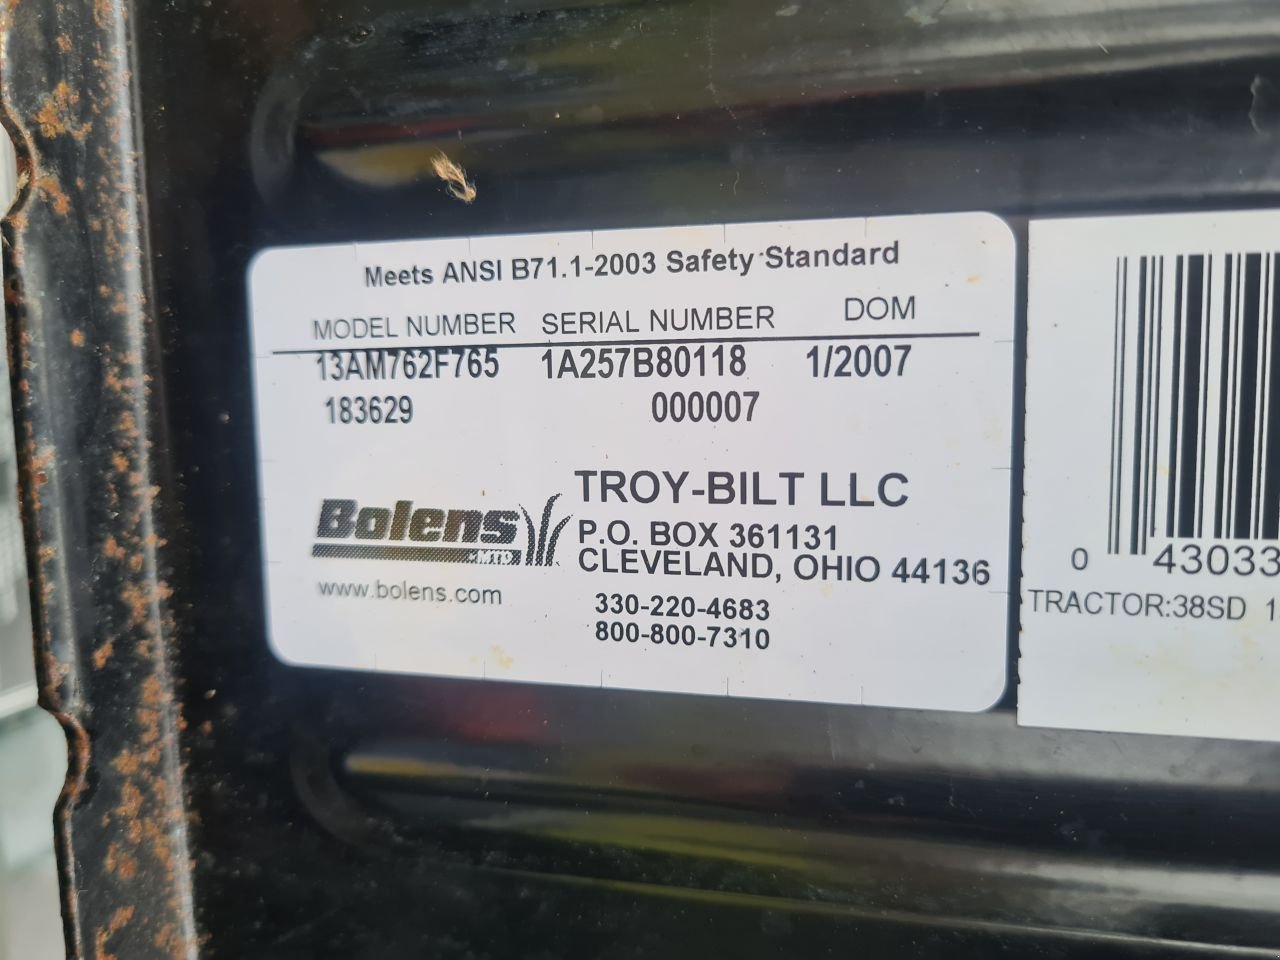 Meets ANSI B71.1-2003 Safety Standard
MODEL NUMBER SERIAL NUMBER DOM
13AM762F765 1A257B80118 1/2007
183629 000007
Bolens
MTD
www.bolens.com
TROY-BILT LLC
P.O. BOX 361131
CLEVELAND, OHIO 44136
330-220-4683
800-800-7310
0 43033
TRACTOR:38SD 1